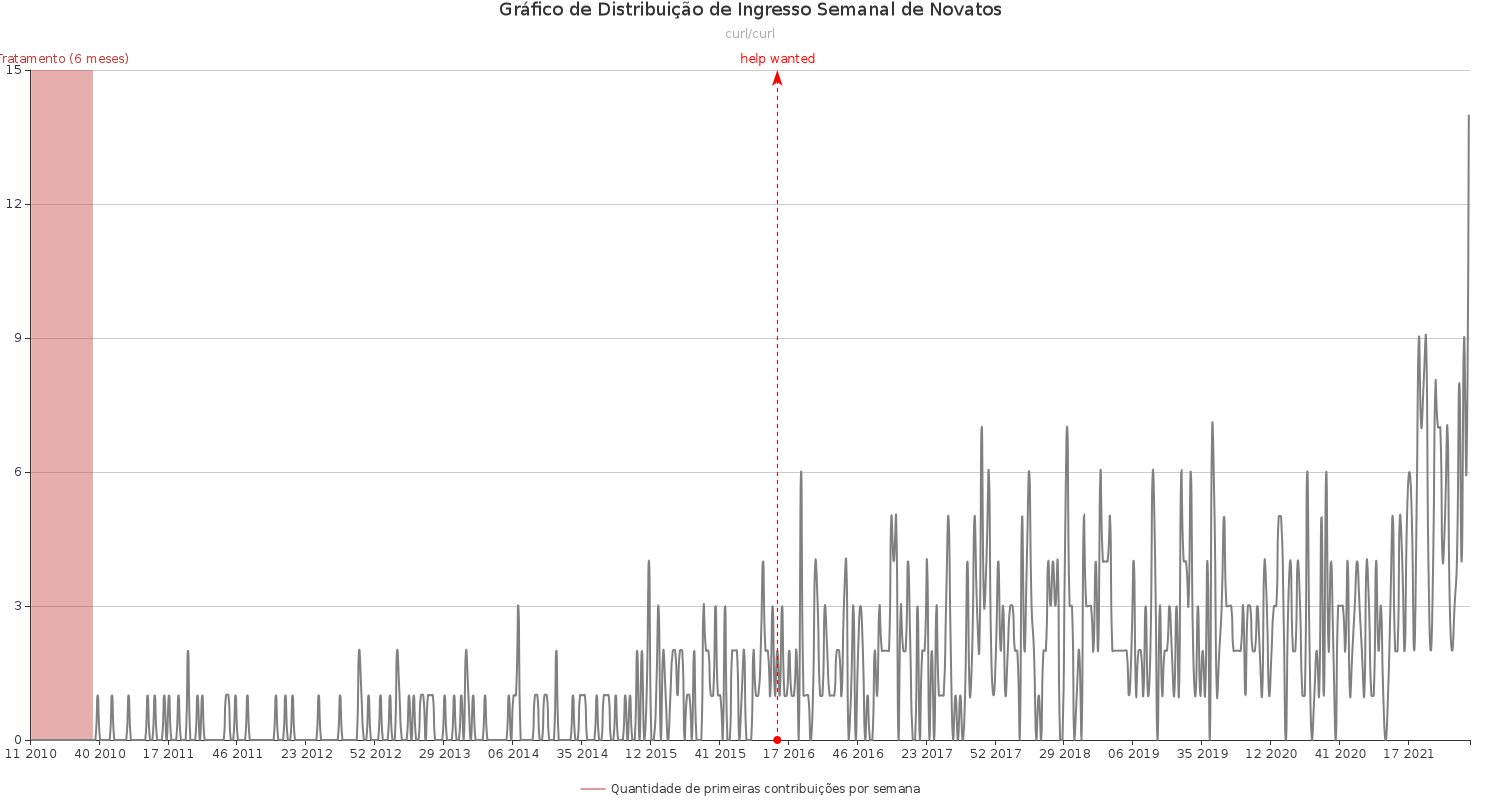 Gráfico de Distribuição de Ingresso Semanal de Novatos
curl/curl
Tratamento (6 meses)
help wanted
15
12
9
6
3
0
11 2010 40 2010 17 2011 46 2011 23 2012 52 2012 29 2013 06 2014 35 2014 12 2015 41 2015 17 2016 46 2016 23 2017 52 2017 29 2018 06 2019 35 2019 12 2020 41 2020 17 2021
Quantidade de primeiras contribuições por semana